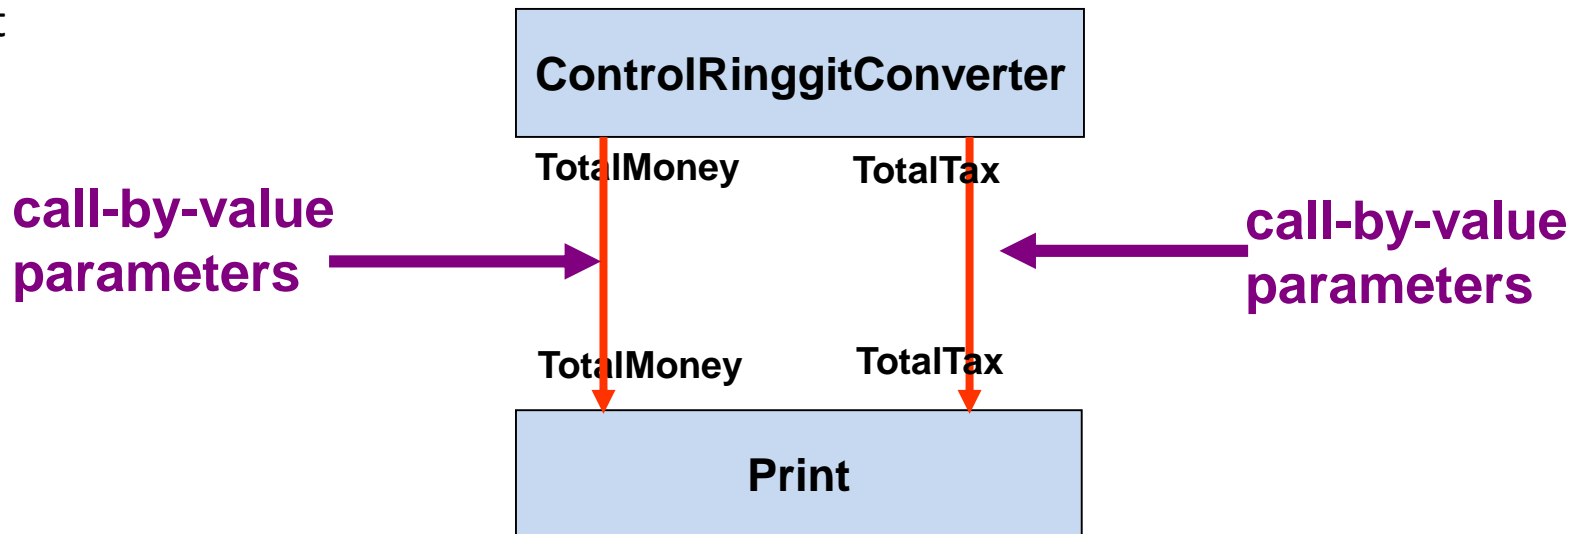 t
ControlRinggitConverter
TotalMoney TotalTax
call-by-value
parameters
call-by-value
parameters
TotalMoney TotalTax
Print